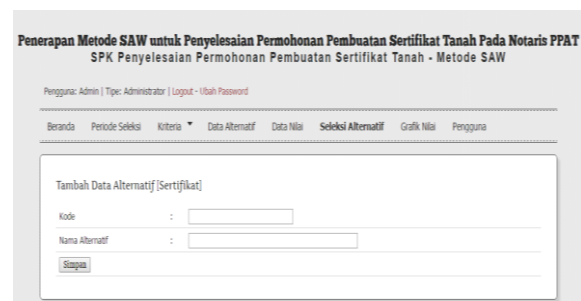 Penerapan Metode SAW untuk Penyelesaian Permohonan Pembuatan Sertifikat Tanah Pada Notaris PPAT
SPK Penyelesaian Permohonan Pembuatan Sertifikat Tanah - Metode SAW
Pengguna: Admin | Tipe: Administrator | Logout - Ubah Password
Beranda Periode Seleksi Kriteria Data Alternatif Data Nilai Seleksi Alternatif Grafik Nilai Pengguna
Tambah Data Alternatif [Sertifikat]
Kode :
Nama Alternatif :
Simpan